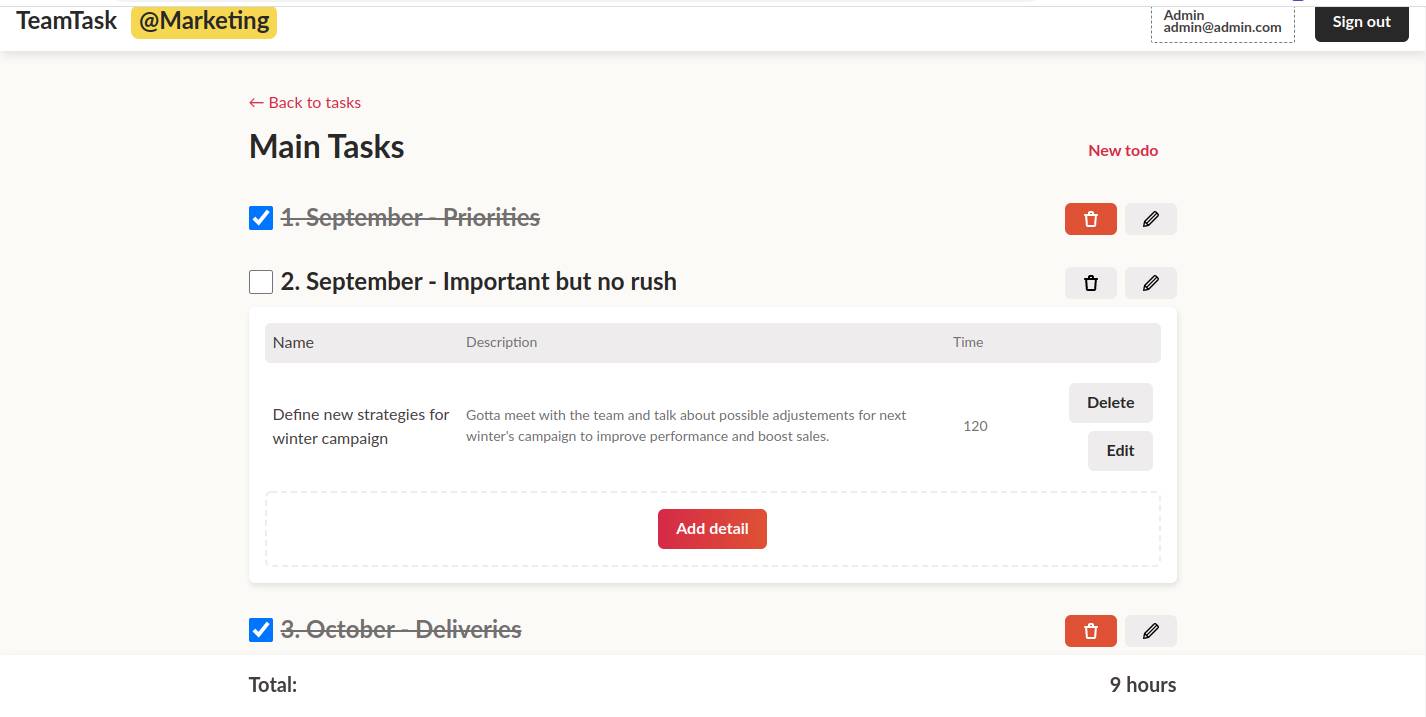 TeamTask @Marketing
Admin
admin@admin.com
Sign out
← Back to tasks
Main Tasks
New todo
1. September - Priorities
2. September - Important but no rush
Name Description Time
Define new strategies for
winter campaign
Gotta meet with the team and talk about possible adjustements for next
winter's campaign to improve performance and boost sales.
120
Delete
Edit
Add detail
3. October - Deliveries
Total: 9 hours